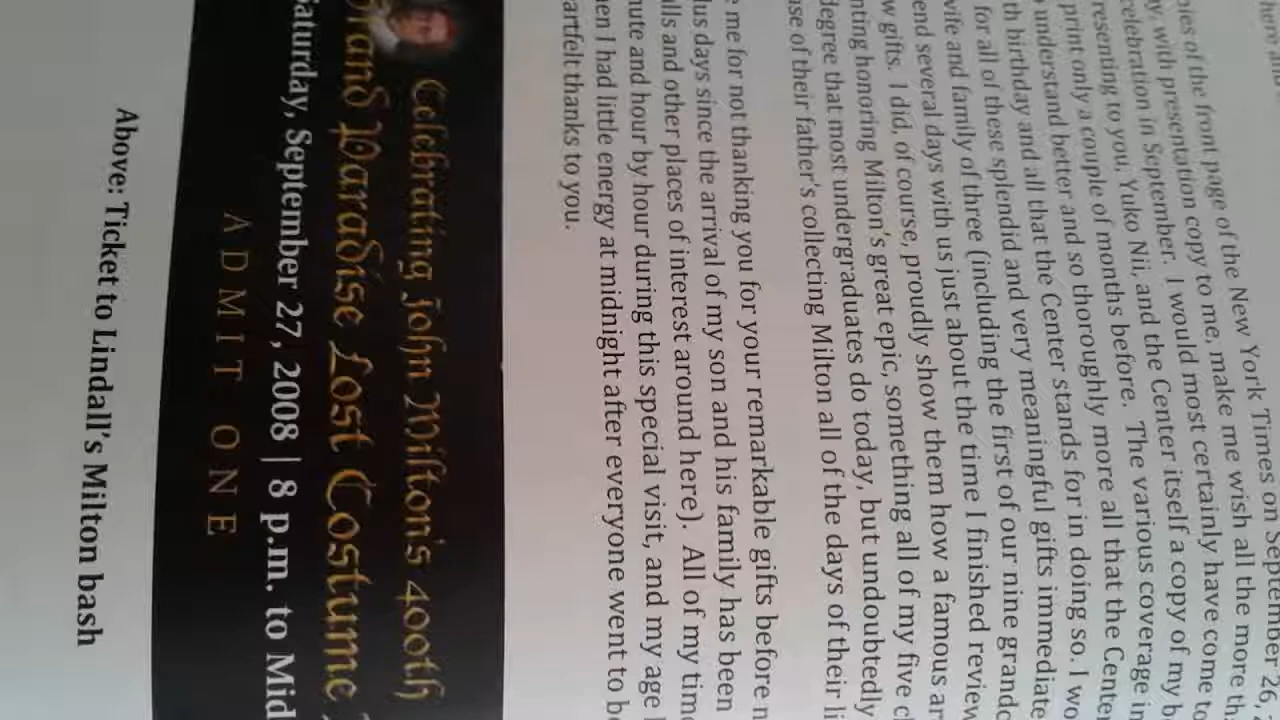 September 26,
pies of the front page of the New York Times on
with presentation copy to me, make me wish all the more th
celebration in September. I would most certainly have come to
resenting to you, Yuko Nii, and the Center itself a copy of my b
print only a couple of months before. The various coverage in
understand better and so thoroughly more all that the Cente
th birthday and all that the Center stands for in doing so. I wo
for all of these splendid and very meaningful gifts immediate
wife and family of three (including the first of our nine grandc
end several days with us just about the time I finished review
w gifts. I did, of course, proudly show them how a famous ar
nting honoring Milton's great epic, something all of my five c
degree that most undergraduates do today, but undoubtedly
use of their father's collecting Milton all of the days of their li
e me for not thanking you for your remarkable gifts before n
lus days since the arrival of my son and his family has been
lls and other places of interest around here). All of my time
nute and hour by hour during this special visit, and my age
en I had little energy at midnight after everyone went to be
artfelt thanks to you.
Celebrating John Milton's 400th
Grand Paradise Lost Costume
Saturday, September 27, 2008 | 8 p.m. to Mid
ADMIT ONE
Above: Ticket to Lindall's Milton bash